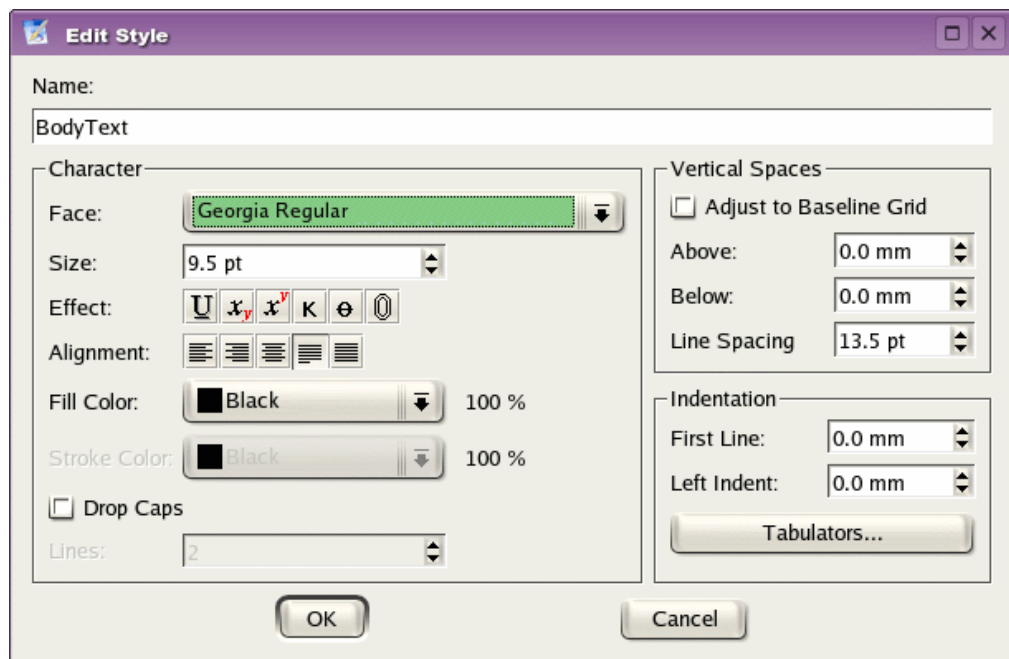 Edit Style
Name:
BodyText
Character
Face: Georgia Regular
Size: 9.5 pt
Effect: U xy xy K O O
Alignment:
Fill Color: Black 100 %
Stroke Color: Black 100 %
Drop Caps
Lines: 2
Vertical Spaces
Adjust to Baseline Grid
Above: 0.0 mm
Below: 0.0 mm
Line Spacing 13.5 pt
Indentation
First Line: 0.0 mm
Left Indent: 0.0 mm
Tabulators...
OK
Cancel